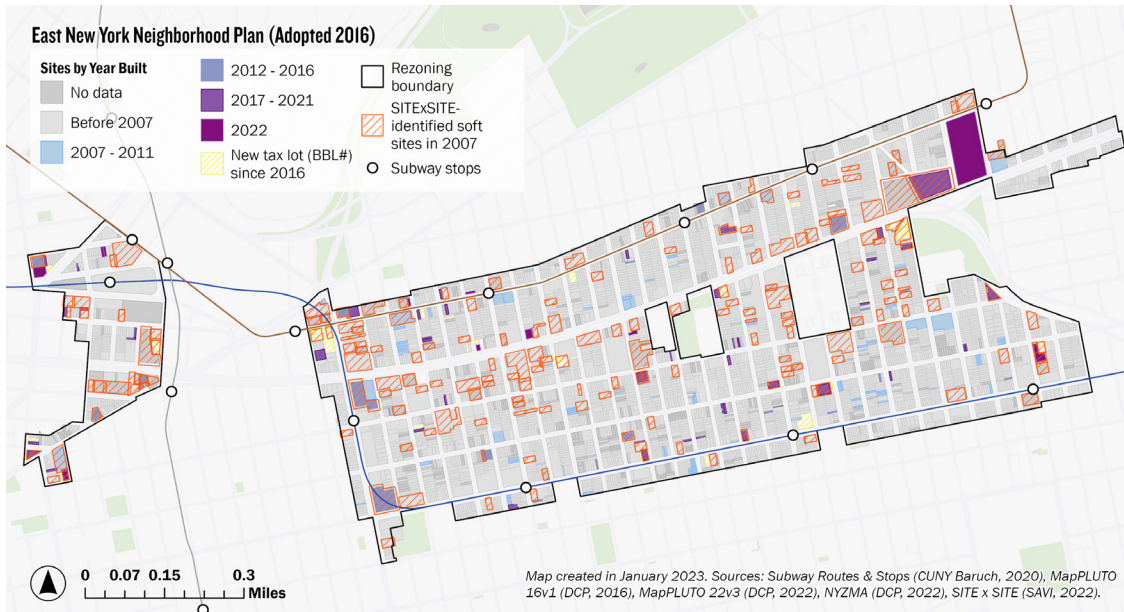 East New York Neighborhood Plan (Adopted 2016)
Sites by Year Built
No data
Before 2007
2007 - 2011
2012 - 2016
2017 - 2021
2022
New tax lot (BBL#)
since 2016
Rezoning
boundary
SITExSITE-
identified soft
sites in 2007
Subway stops
0 0.07 0.15 0.3
Miles
Map created in January 2023. Sources: Subway Routes & Stops (CUNY Baruch, 2020), MapPLUTO
16v1 (DCP, 2016), MapPLUTO 22v3 (DCP, 2022), NYZMA (DCP, 2022), SITE x SITE (SAVI, 2022).